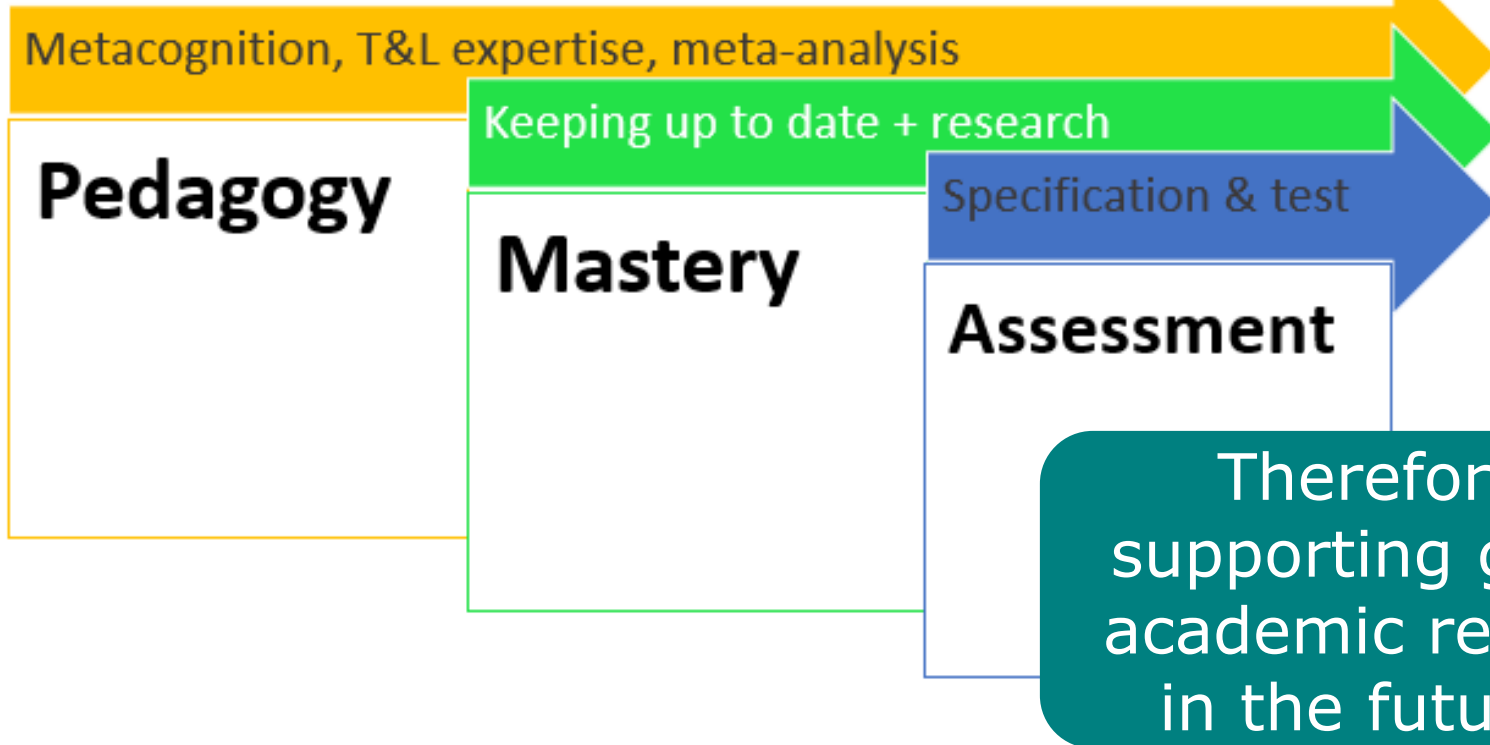 Metacognition, T&L expertise, meta-analysis
Keeping up to date + research
Specification & test
Pedagogy
Mastery
Assessment
Therefor
supporting
academic re
in the futu